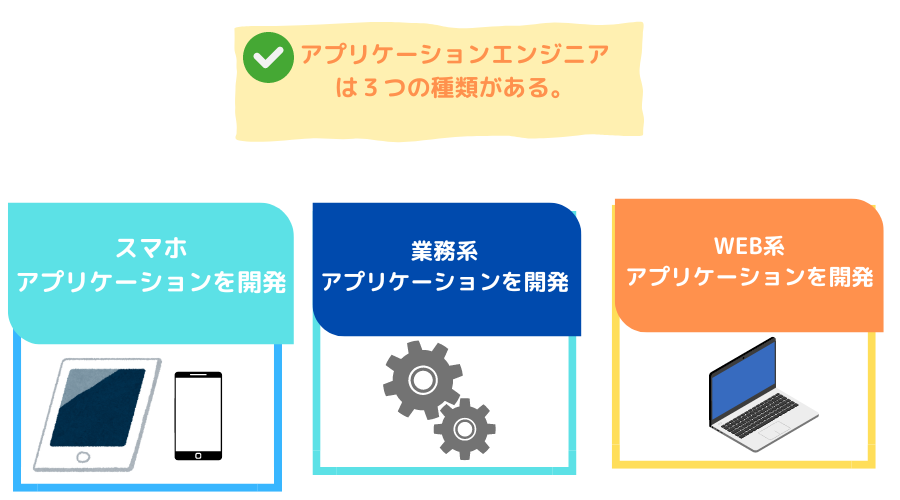 アプリケーションエンジニア
は３つの種類がある。
スマホ
アプリケーションを開発
業務系
アプリケーションを開発
WEB系
アプリケーションを開発